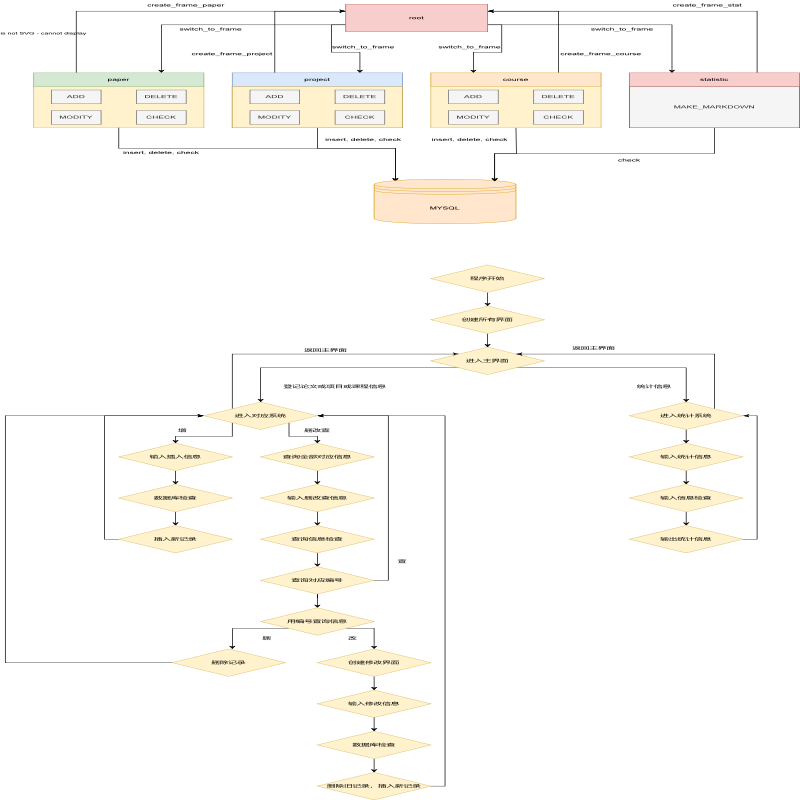 create_frame_paper
root
create_frame_stat
switch_to_frame
switch_to_frame
is not SVG - cannot display
create_frame_project
switch_to_frame
switch_to_frame
create_frame_course
paper
project
course
statistic
ADD
DELETE
ADD
DELETE
ADD
DELETE
MAKE_MARKDOWN
MODITY
CHECK
MODITY
CHECK
MODITY
CHECK
insert, delete, check
insert, delete, check
insert, delete, check
check
MYSQL
程序开始
创建所有界面
返回主界面
返回主界面
进入主界面
登记论文或项目或课程信息
统计信息
进入对应系统
进入统计系统
增
删改查
输入插入信息
查询全部对应信息
输入统计信息
数据库检查
输入删改查信息
输入信息检查
插入新记录
查询信息检查
输出统计信息
查
查询对应编号
用编号查询信息
删
改
删除记录
创建修改界面
输入修改信息
数据库检查
删除旧记录，插入新记录